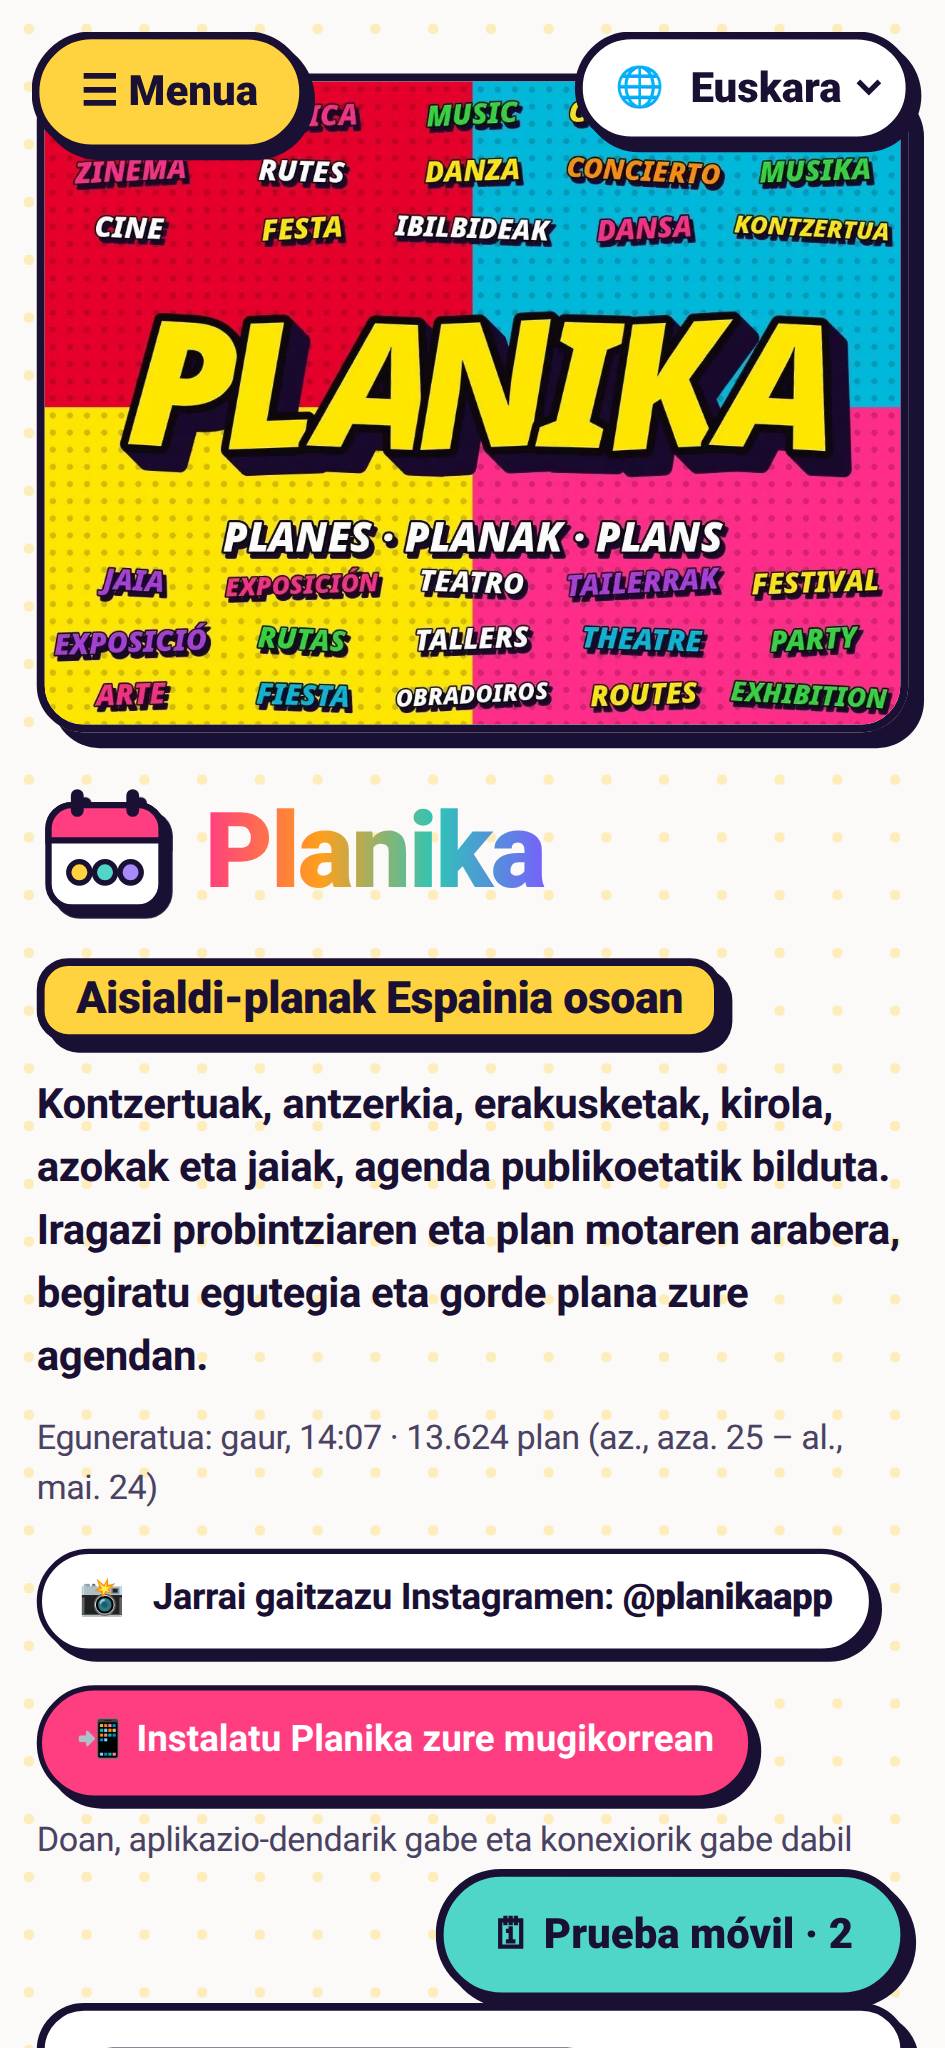 ☰ Menua
Euskara
MUSIC
ZINEMA RUTES DANZA CONCIERTO MUSIKA
CINE FESTA IBILBIDEAK DANSA KONTZERTUA
PLANIKA
PLANES · PLANAK · PLANS
JAIA EXPOSICIÓN TEATRO TAILERRAK FESTIVAL
EXPOSICIÓ RUTAS TALLERS THEATRE PARTY
ARTE FIESTA OBRADOIROS ROUTES EXHIBITION
Planika
Aisialdi-planak Espainia osoan
Kontzertuak, antzerkia, erakusketak, kirola,
azokak eta jaiak, agenda publikoetatik bilduta.
Iragazi probintziaren eta plan motaren arabera,
begiratu egutegia eta gorde plana zure
agendan.
Eguneratua: gaur, 14:07 · 13.624 plan (az., aza. 25 – al.,
mai. 24)
Jarrai gaitzazu Instagramen: @planikaapp
Instalatu Planika zure mugikorrean
Doan, aplikazio-dendarik gabe eta konexiorik gabe dabil
Prueba móvil · 2